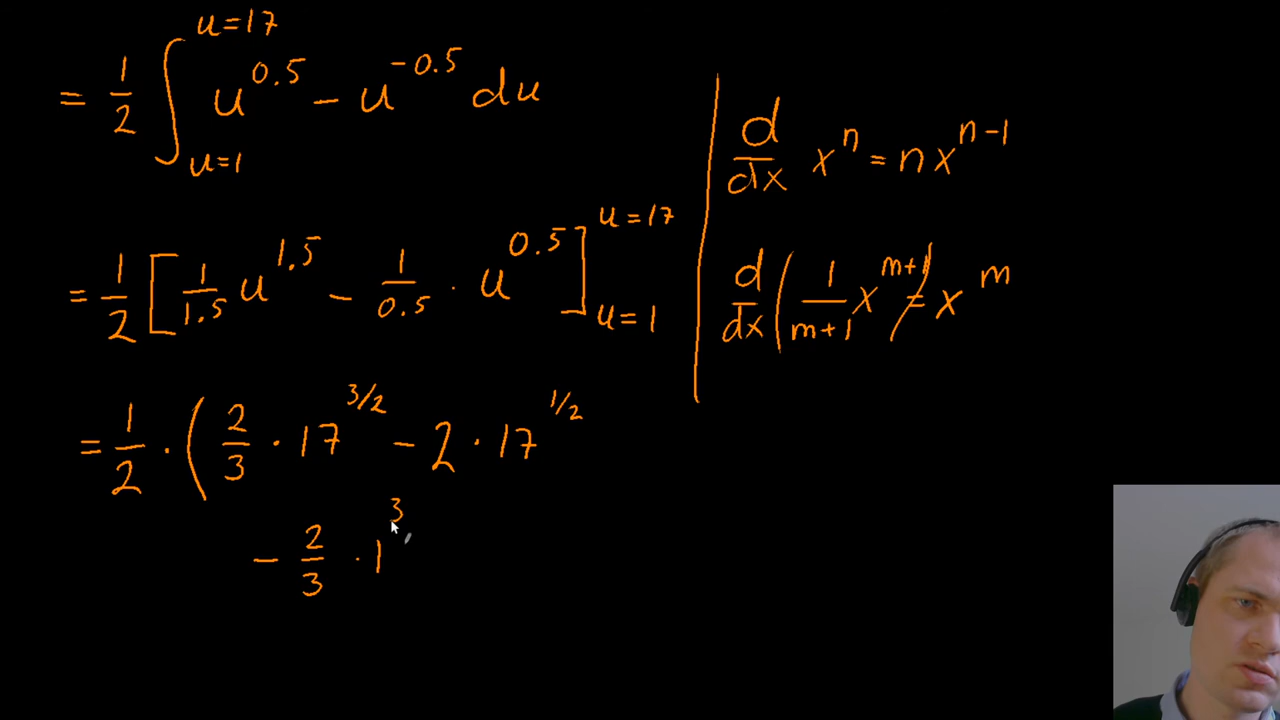 = 1/2 ∫_{u=1}^{u=17} u^{0.5} - u^{-0.5} du
= 1/2 [ 1/1.5 u^{1.5} - 1/0.5 · u^{0.5} ]_{u=1}^{u=17}
= 1/2 · ( 2/3 · 17^{3/2} - 2 · 17^{1/2}
- 2/3 · 1^{3
d/dx x^n = n x^{n-1}
d/dx ( 1/(m+1) x^{m+1} ) = x^m